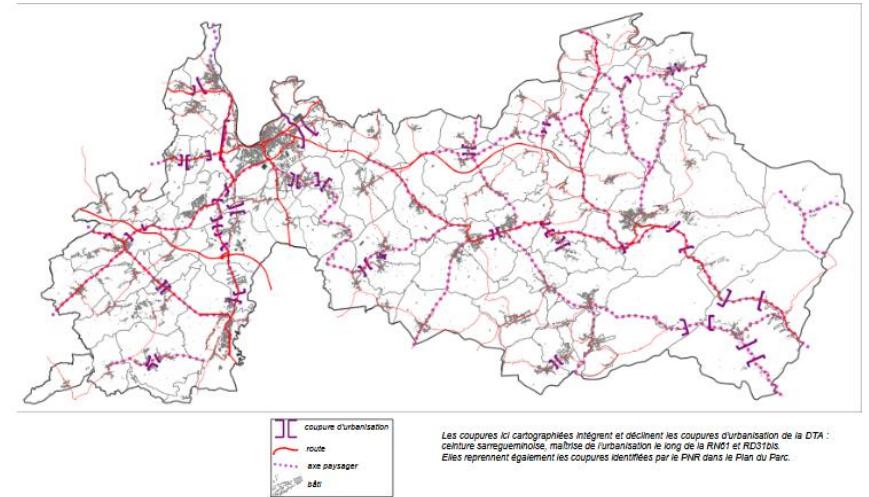 coupure d'urbanisation
route
axe paysager
bâti
Les coupures ici cartographiées intègrent et déclinent les coupures d'urbanisation de la DTA :
ceinture sarregueminoise, maîtrise de l'urbanisation le long de la RN61 et RD31bis.
Elles reprennent également les coupures identifiées par le PNR dans le Plan du Parc.